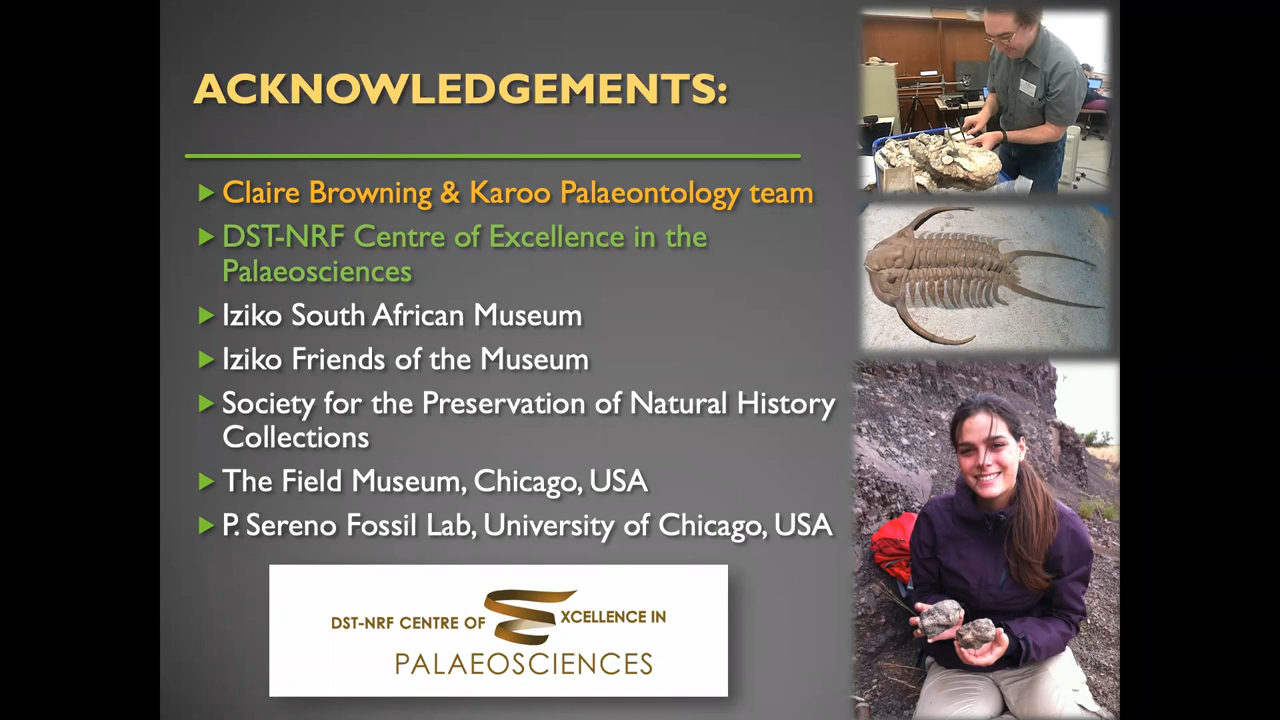 ACKNOWLEDGEMENTS:
Claire Browning & Karoo Palaeontology team
DST-NRF Centre of Excellence in the
Palaeosciences
Iziko South African Museum
Iziko Friends of the Museum
Society for the Preservation of Natural History
Collections
The Field Museum, Chicago, USA
P. Sereno Fossil Lab, University of Chicago, USA
DST-NRF CENTRE OF EXCELLENCE IN
PALAEOSCIENCES